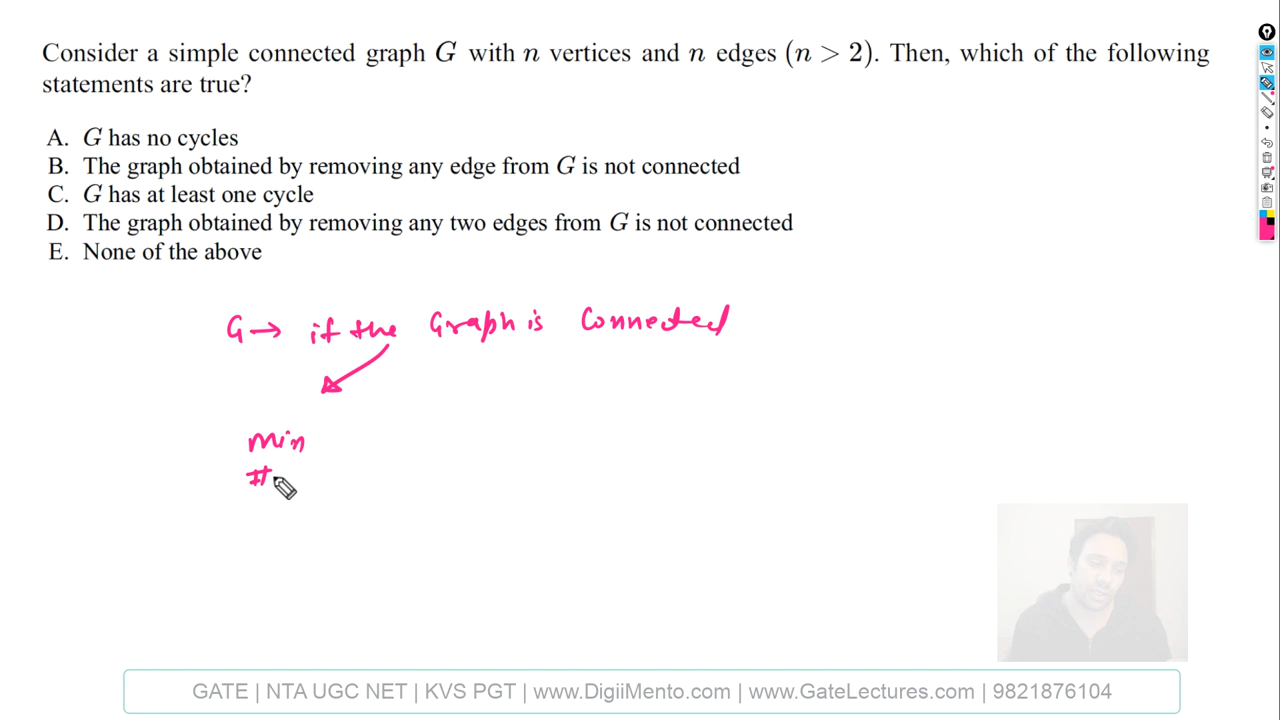 Consider a simple connected graph G with n vertices and n edges (n > 2). Then, which of the following
statements are true?
A. G has no cycles
B. The graph obtained by removing any edge from G is not connected
C. G has at least one cycle
D. The graph obtained by removing any two edges from G is not connected
E. None of the above
G → if the Graph is Connected
Min
#
GATE | NTA UGC NET | KVS PGT | www.DigiiMento.com | www.GateLectures.com | 9821876104